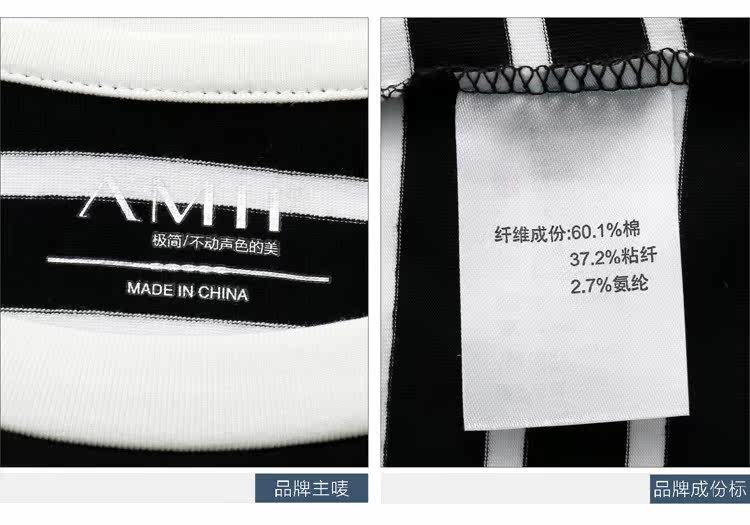 AMII
极简/不动声色的美
MADE IN CHINA
纤维成份:60.1%棉
37.2%粘纤
2.7%氨纶
品牌主唛
品牌成份标